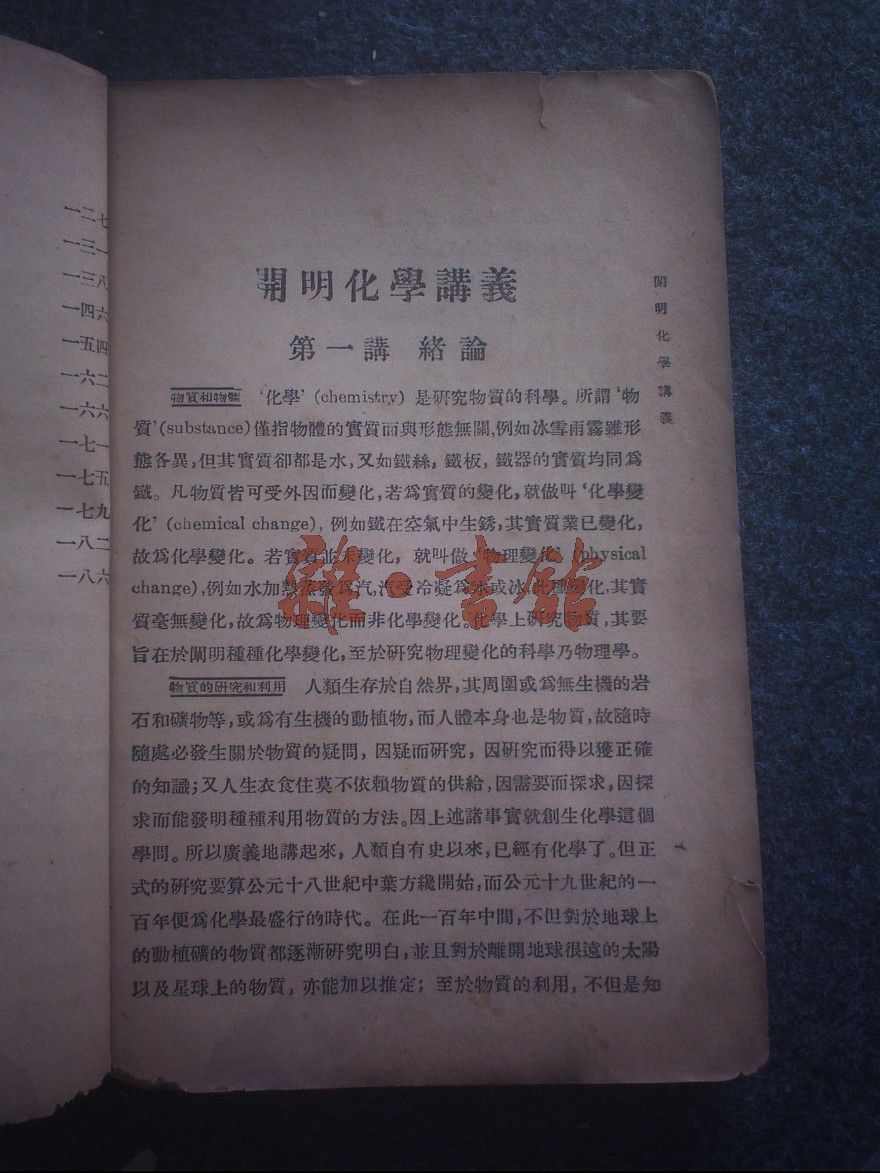 一二七
一三一
一三八
一四六
一五四
一六二
一六六
一七一
一七五
一七九
一八二
一八六
開明化學講義
開明化學講義
第一講 緒論
物質和物體 ‘化學’ (chemistry) 是研究物質的科學。所謂‘物
質’(substance)僅指物體的實質而與形態無關,例如冰雪雨霧雖形
態各異,但其實質卻都是水,又如鐵絲,鐵板,鐵器的實質均同爲
鐵。凡物質皆可受外因而變化,若爲實質的變化,就做叫‘化學變
化’ (chemical change), 例如鐵在空氣中生銹,其實質業已變化,
故爲化學變化。若實質並未變化, 就叫做‘物理變化’ (physical
change),例如水加熱蒸發爲汽,汽受冷凝爲水或冰,此種變化,其實
質毫無變化,故爲物理變化而非化學變化。化學上研究物質,其要
旨在於闡明種種化學變化,至於研究物理變化的科學乃物理學。
物質的研究和利用 人類生存於自然界,其周圍或爲無生機的岩
石和礦物等,或爲有生機的動植物,而人體本身也是物質,故隨時
隨處必發生關於物質的疑問, 因疑而研究, 因研究而得以獲正確
的知識;又人生衣食住莫不依賴物質的供給,因需要而探求,因探
求而能發明種種利用物質的方法。因上述諸事實就創生化學這個
學問。所以廣義地講起來, 人類自有史以來,已經有化學了。但正
式的研究要算公元十八世紀中葉方纔開始,而公元十九世紀的一
百年便爲化學最盛行的時代。在此一百年中間,不但對於地球上
的動植礦的物質都逐漸研究明白,並且對於離開地球很遠的太陽
以及星球上的物質, 亦能加以推定; 至於物質的利用, 不但是知
雜·書館